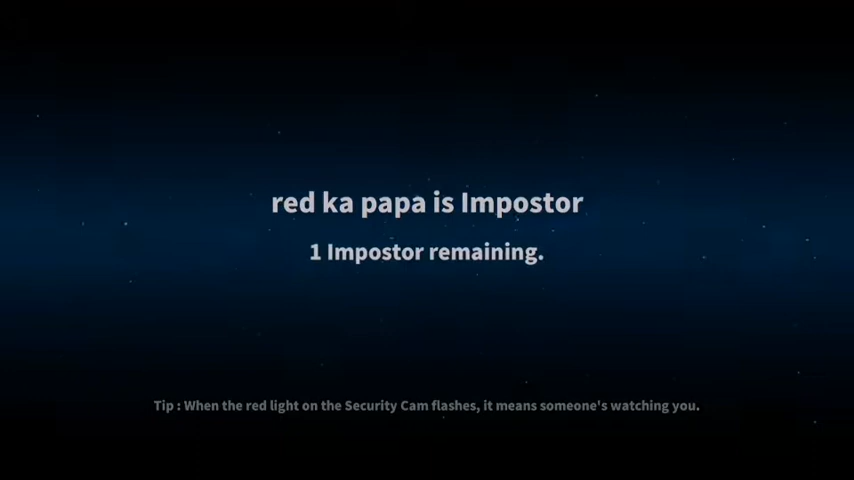 red ka papa is Impostor
1 Impostor remaining.
Tip : When the red light on the Security Cam flashes, it means someone's watching you.